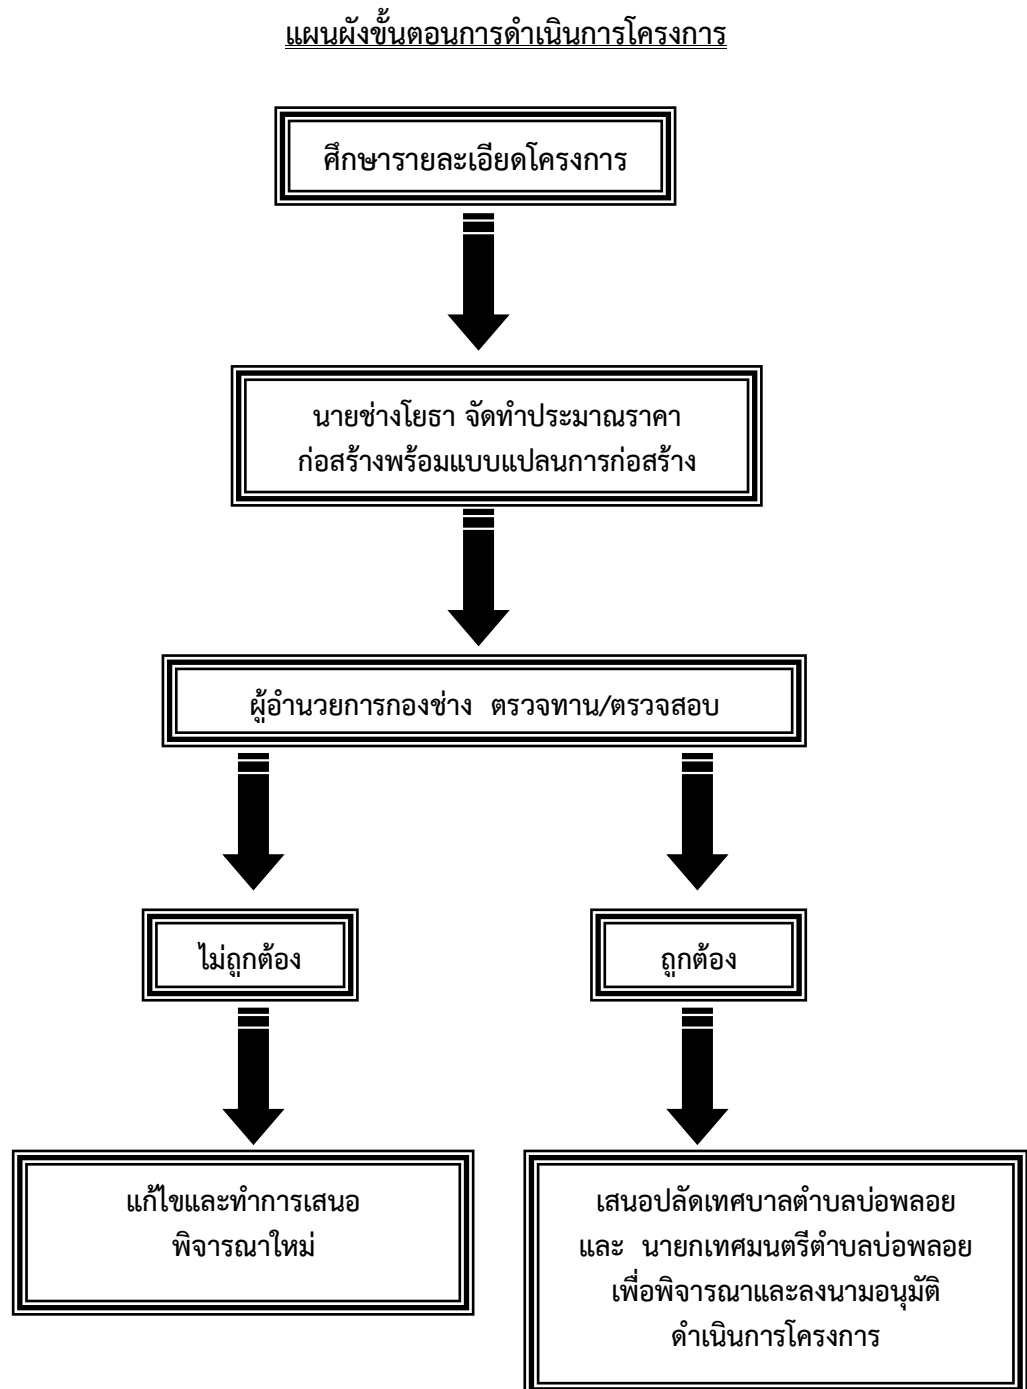 แผนผังขั้นตอนการดำเนินการโครงการ
ศึกษารายละเอียดโครงการ
นายช่างโยธา จัดทำประมาณราคา
ก่อสร้างพร้อมแบบแปลนการก่อสร้าง
ผู้อำนวยการกองช่าง ตรวจทาน/ตรวจสอบ
ไม่ถูกต้อง
ถูกต้อง
แก้ไขและทำการเสนอ
พิจารณาใหม่
เสนอปลัดเทศบาลตำบลบ่อพลอย
และ นายกเทศมนตรีตำบลบ่อพลอย
เพื่อพิจารณาและลงนามอนุมัติ
ดำเนินการโครงการ